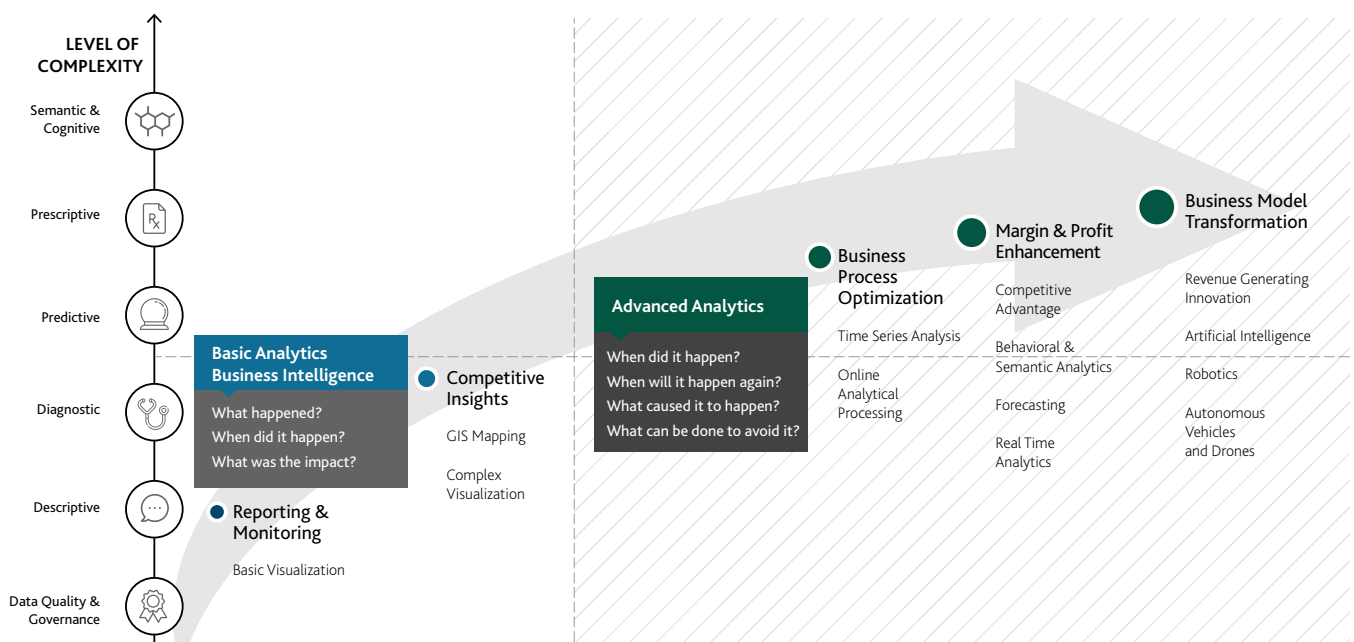 LEVEL OF
COMPLEXITY
Semantic &
Cognitive
Prescriptive
Predictive
Diagnostic
Descriptive
Data Quality &
Governance
Basic Analytics
Business Intelligence
What happened?
When did it happen?
What was the impact?
Reporting &
Monitoring
Basic Visualization
Competitive
Insights
GIS Mapping
Complex
Visualization
Advanced Analytics
When did it happen?
When will it happen again?
What caused it to happen?
What can be done to avoid it?
Business
Process
Optimization
Time Series Analysis
Online
Analytical
Processing
Margin & Profit
Enhancement
Competitive
Advantage
Behavioral &
Semantic Analytics
Forecasting
Real Time
Analytics
Business Model
Transformation
Revenue Generating
Innovation
Artificial Intelligence
Robotics
Autonomous
Vehicles
and Drones
Rx